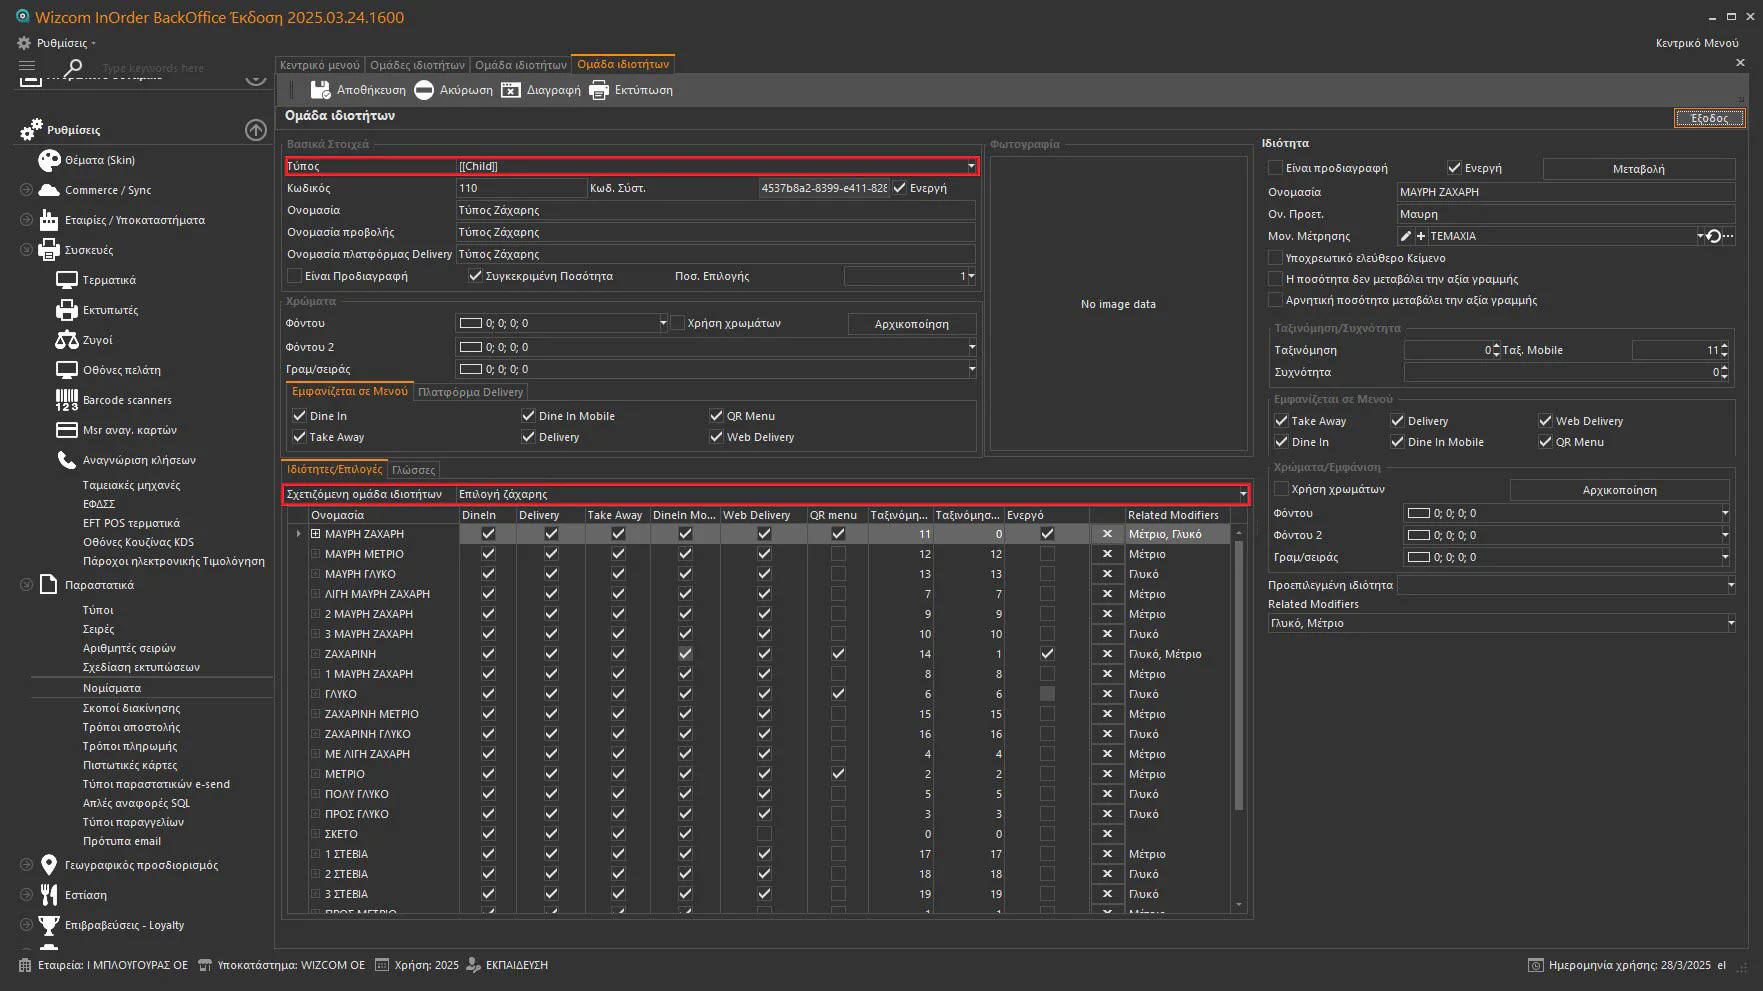 Wizcom InOrder BackOffice Έκδοση 2025.03.24.1600
Ρυθμίσεις
Κεντρικό Μενού
Type keywords here
Κεντρικό μενού
Ομάδες ιδιοτήτων
Ομάδα ιδιοτήτων
Ομάδα ιδιοτήτων
Αποθήκευση
Ακύρωση
Διαγραφή
Εκτύπωση
Ομάδα ιδιοτήτων
Έξοδος
Ρυθμίσεις
Θέματα (Skin)
Commerce / Sync
Εταιρίες / Υποκαταστήματα
Συσκευές
Τερματικά
Εκτυπωτές
Ζυγοί
Οθόνες πελάτη
Barcode scanners
Msr αναγ. καρτών
Αναγνώριση κλήσεων
Ταμειακές μηχανές
ΕΦΔΣΣ
EFT POS τερματικά
Οθόνες Κουζίνας KDS
Πάροχοι ηλεκτρονικής Τιμολόγηση
Παραστατικά
Τύποι
Σειρές
Αριθμητές σειρών
Σχεδίαση εκτυπώσεων
Νομίσματα
Σκοποί διακίνησης
Τρόποι αποστολής
Τρόποι πληρωμής
Πιστωτικές κάρτες
Τύποι παραστατικών e-send
Απλές αναφορές SQL
Τύποι παραγγελίων
Πρότυπα email
Γεωγραφικός προσδιορισμός
Εστίαση
Επιβραβεύσεις - Loyalty
Βασικά Στοιχεά
Τύπος [[Child]]
Κωδικός 110 Κωδ. Σύστ. 4537b8a2-8399-e411-828 Ενεργή
Ονομασία Τύπος Ζάχαρης
Ονομασία προβολής Τύπος Ζάχαρης
Ονομασία πλατφόρμας Delivery Τύπος Ζάχαρης
Είναι Προδιαγραφή Συγκεκριμένη Ποσότητα Ποσ. Επιλογής 1
Χρώματα
Φόντου 0; 0; 0; 0 Χρήση χρωμάτων Αρχικοποίηση
Φόντου 2 0; 0; 0; 0
Γραμ/σειράς 0; 0; 0; 0
Εμφανίζεται σε Μενού Πλατφόρμα Delivery
Dine In Dine In Mobile QR Menu
Take Away Delivery Web Delivery
Φωτογραφία
No image data
Ιδιότητες/Επιλογές Γλώσσες
Σχετιζόμενη ομάδα ιδιοτήτων Επιλογή ζάχαρης
Ονομασία DineIn Delivery Take Away DineIn Mo... Web Delivery QR menu Ταξινόμη... Ταξινόμησ... Ενεργό Related Modifiers
ΜΑΥΡΗ ΖΑΧΑΡΗ 11 0 Μέτριο, Γλυκό
ΜΑΥΡΗ ΜΕΤΡΙΟ 12 12 Μέτριο
ΜΑΥΡΗ ΓΛΥΚΟ 13 13 Γλυκό
ΛΙΓΗ ΜΑΥΡΗ ΖΑΧΑΡΗ 7 7 Μέτριο
2 ΜΑΥΡΗ ΖΑΧΑΡΗ 9 9 Μέτριο
3 ΜΑΥΡΗ ΖΑΧΑΡΗ 10 10 Γλυκό
ΖΑΧΑΡΙΝΗ 14 1 Γλυκό, Μέτριο
1 ΜΑΥΡΗ ΖΑΧΑΡΗ 8 8 Μέτριο
ΓΛΥΚΟ 6 6 Γλυκό
ΖΑΧΑΡΙΝΗ ΜΕΤΡΙΟ 15 15 Μέτριο
ΖΑΧΑΡΙΝΗ ΓΛΥΚΟ 16 16 Γλυκό
ΜΕ ΛΙΓΗ ΖΑΧΑΡΗ 4 4 Μέτριο
ΜΕΤΡΙΟ 2 2 Μέτριο
ΠΟΛΥ ΓΛΥΚΟ 5 5 Γλυκό
ΠΡΟΣ ΓΛΥΚΟ 3 3 Γλυκό
ΣΚΕΤΟ 0 0
1 ΣΤΕΒΙΑ 17 17 Μέτριο
2 ΣΤΕΒΙΑ 18 18 Γλυκό
3 ΣΤΕΒΙΑ 19 19 Γλυκό
ΠΡΟΣ ΜΕΤΡΙΟ 1 1 Μέτριο
Ιδιότητα
Είναι προδιαγραφή Ενεργή Μεταβολή
Ονομασία ΜΑΥΡΗ ΖΑΧΑΡΗ
Ον. Προετ. Μαυρη
Μον. Μέτρησης ΤΕΜΑΧΙΑ
Υποχρεωτικό ελεύθερο Κείμενο
Η ποσότητα δεν μεταβάλει την αξία γραμμής
Αρνητική ποσότητα μεταβάλει την αξία γραμμής
Ταξινόμηση/Συχνότητα
Ταξινόμηση 0 Ταξ. Mobile 11
Συχνότητα 0
Εμφανίζεται σε Μενού
Take Away Delivery Web Delivery
Dine In Dine In Mobile QR Menu
Χρώματα/Εμφάνιση
Χρήση χρωμάτων Αρχικοποίηση
Φόντου 0; 0; 0; 0
Φόντου 2 0; 0; 0; 0
Γραμ/σειράς 0; 0; 0; 0
Προεπιλεγμένη ιδιότητα
Related Modifiers
Γλυκό, Μέτριο
Εταιρεία: Ι ΜΠΛΟΥΓΟΥΡΑΣ ΟΕ Υποκατάστημα: WIZCOM OE Χρήση: 2025 ΕΚΠΑΙΔΕΥΣΗ Ημερομηνία χρήσης: 28/3/2025 el